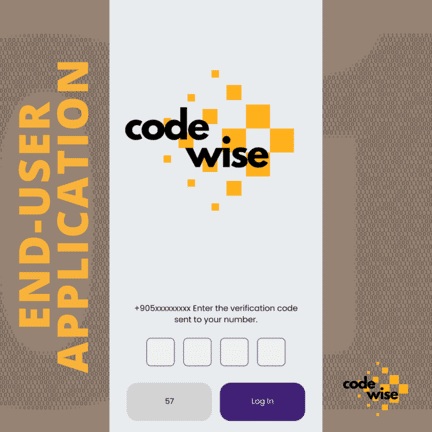 END-USER
APPLICATION
code
wise
+905xxxxxxxxx Enter the verification code
sent to your number.
57
Log In
code
wise